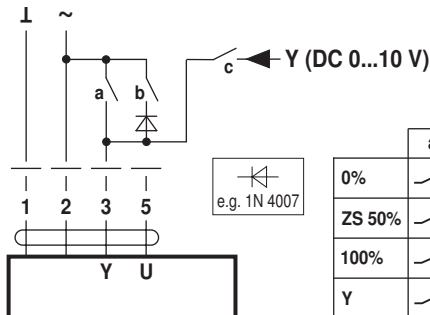 ⊥ ~
a b c Y (DC 0...10 V)
e.g. 1N 4007
1 2 3 5
Y U
a
0%
ZS 50%
100%
Y